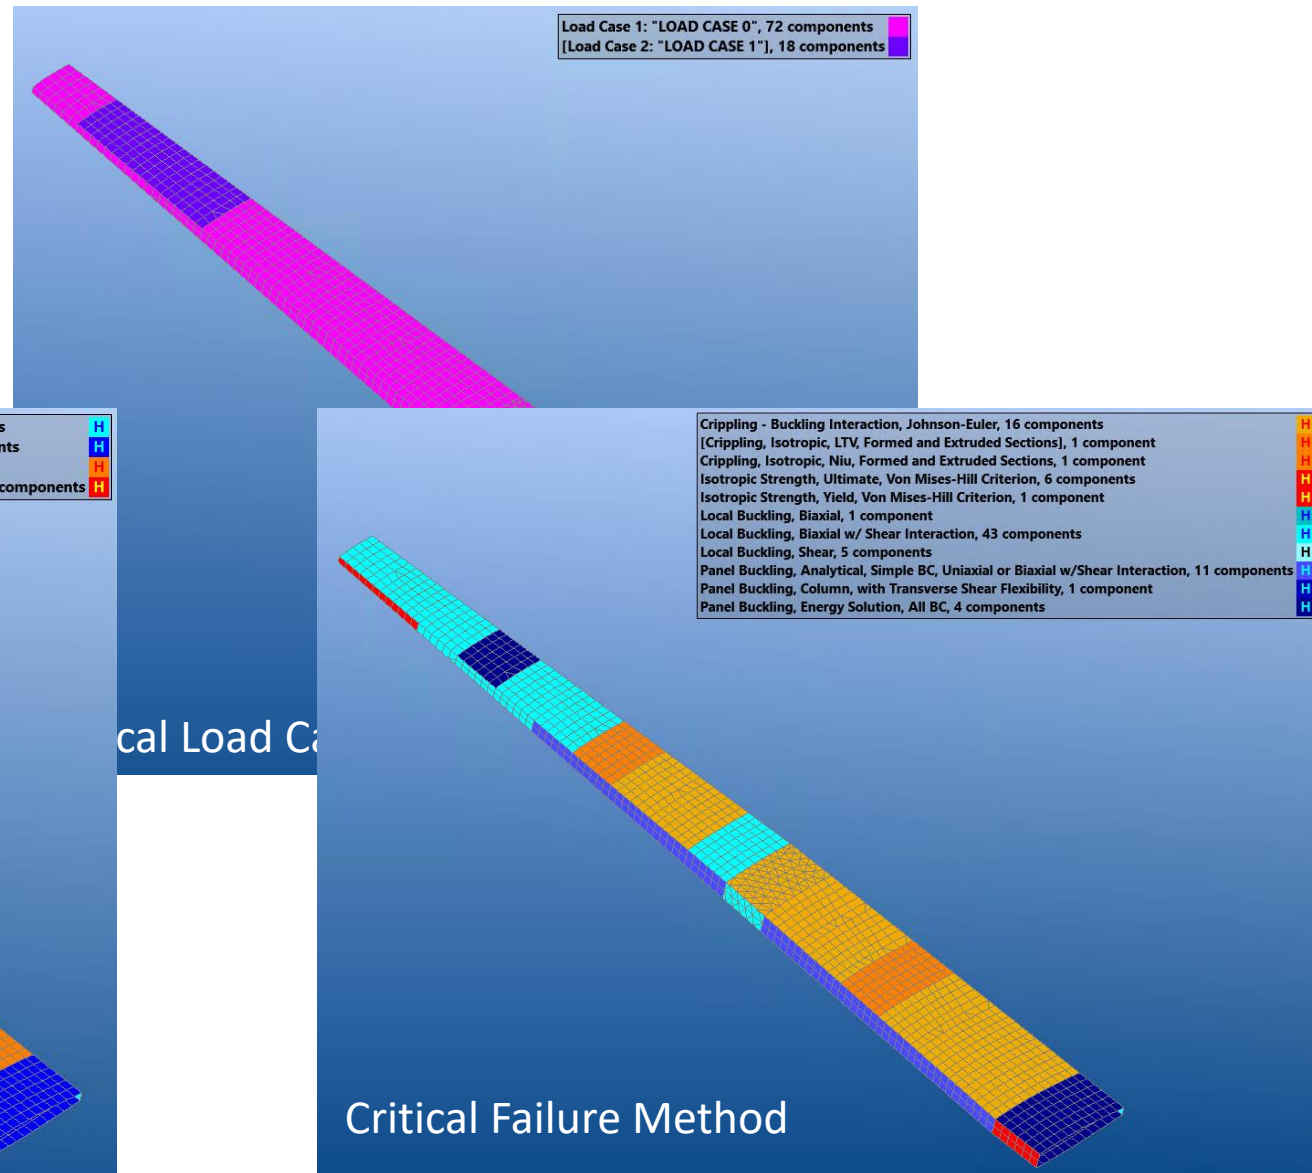 Load Case 1: "LOAD CASE 0", 72 components
[Load Case 2: "LOAD CASE 1"], 18 components
H
H
H
components H
Crippling - Buckling Interaction, Johnson-Euler, 16 components H
[Crippling, Isotropic, LTV, Formed and Extruded Sections], 1 component H
Crippling, Isotropic, Niu, Formed and Extruded Sections, 1 component H
Isotropic Strength, Ultimate, Von Mises-Hill Criterion, 6 components H
Isotropic Strength, Yield, Von Mises-Hill Criterion, 1 component H
Local Buckling, Biaxial, 1 component H
Local Buckling, Biaxial w/ Shear Interaction, 43 components H
Local Buckling, Shear, 5 components H
Panel Buckling, Analytical, Simple BC, Uniaxial or Biaxial w/Shear Interaction, 11 components H
Panel Buckling, Column, with Transverse Shear Flexibility, 1 component H
Panel Buckling, Energy Solution, All BC, 4 components H
cal Load Ca
Critical Failure Method